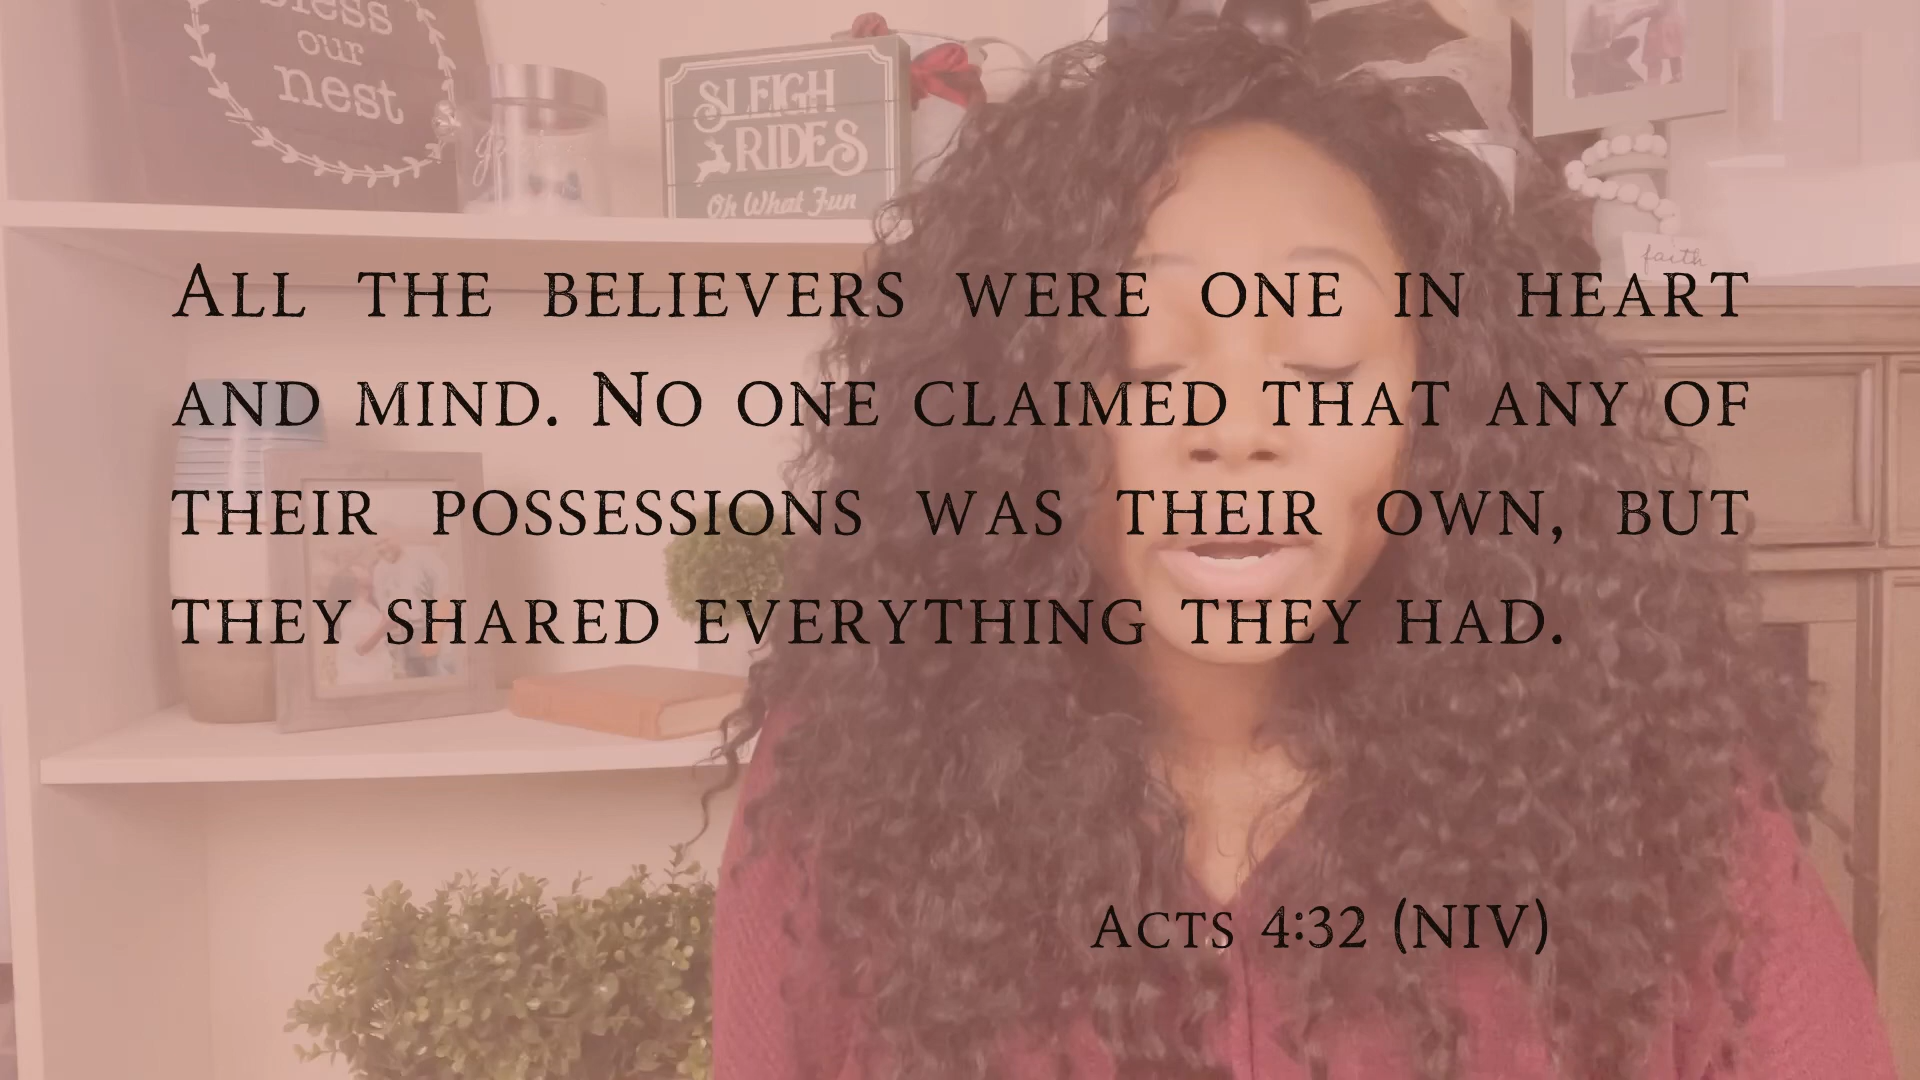 bless
our
nest
SLEIGH
RIDES
Oh What Fun
faith
All the believers were one in heart
and mind. No one claimed that any of
their possessions was their own, but
they shared everything they had.
Acts 4:32 (NIV)